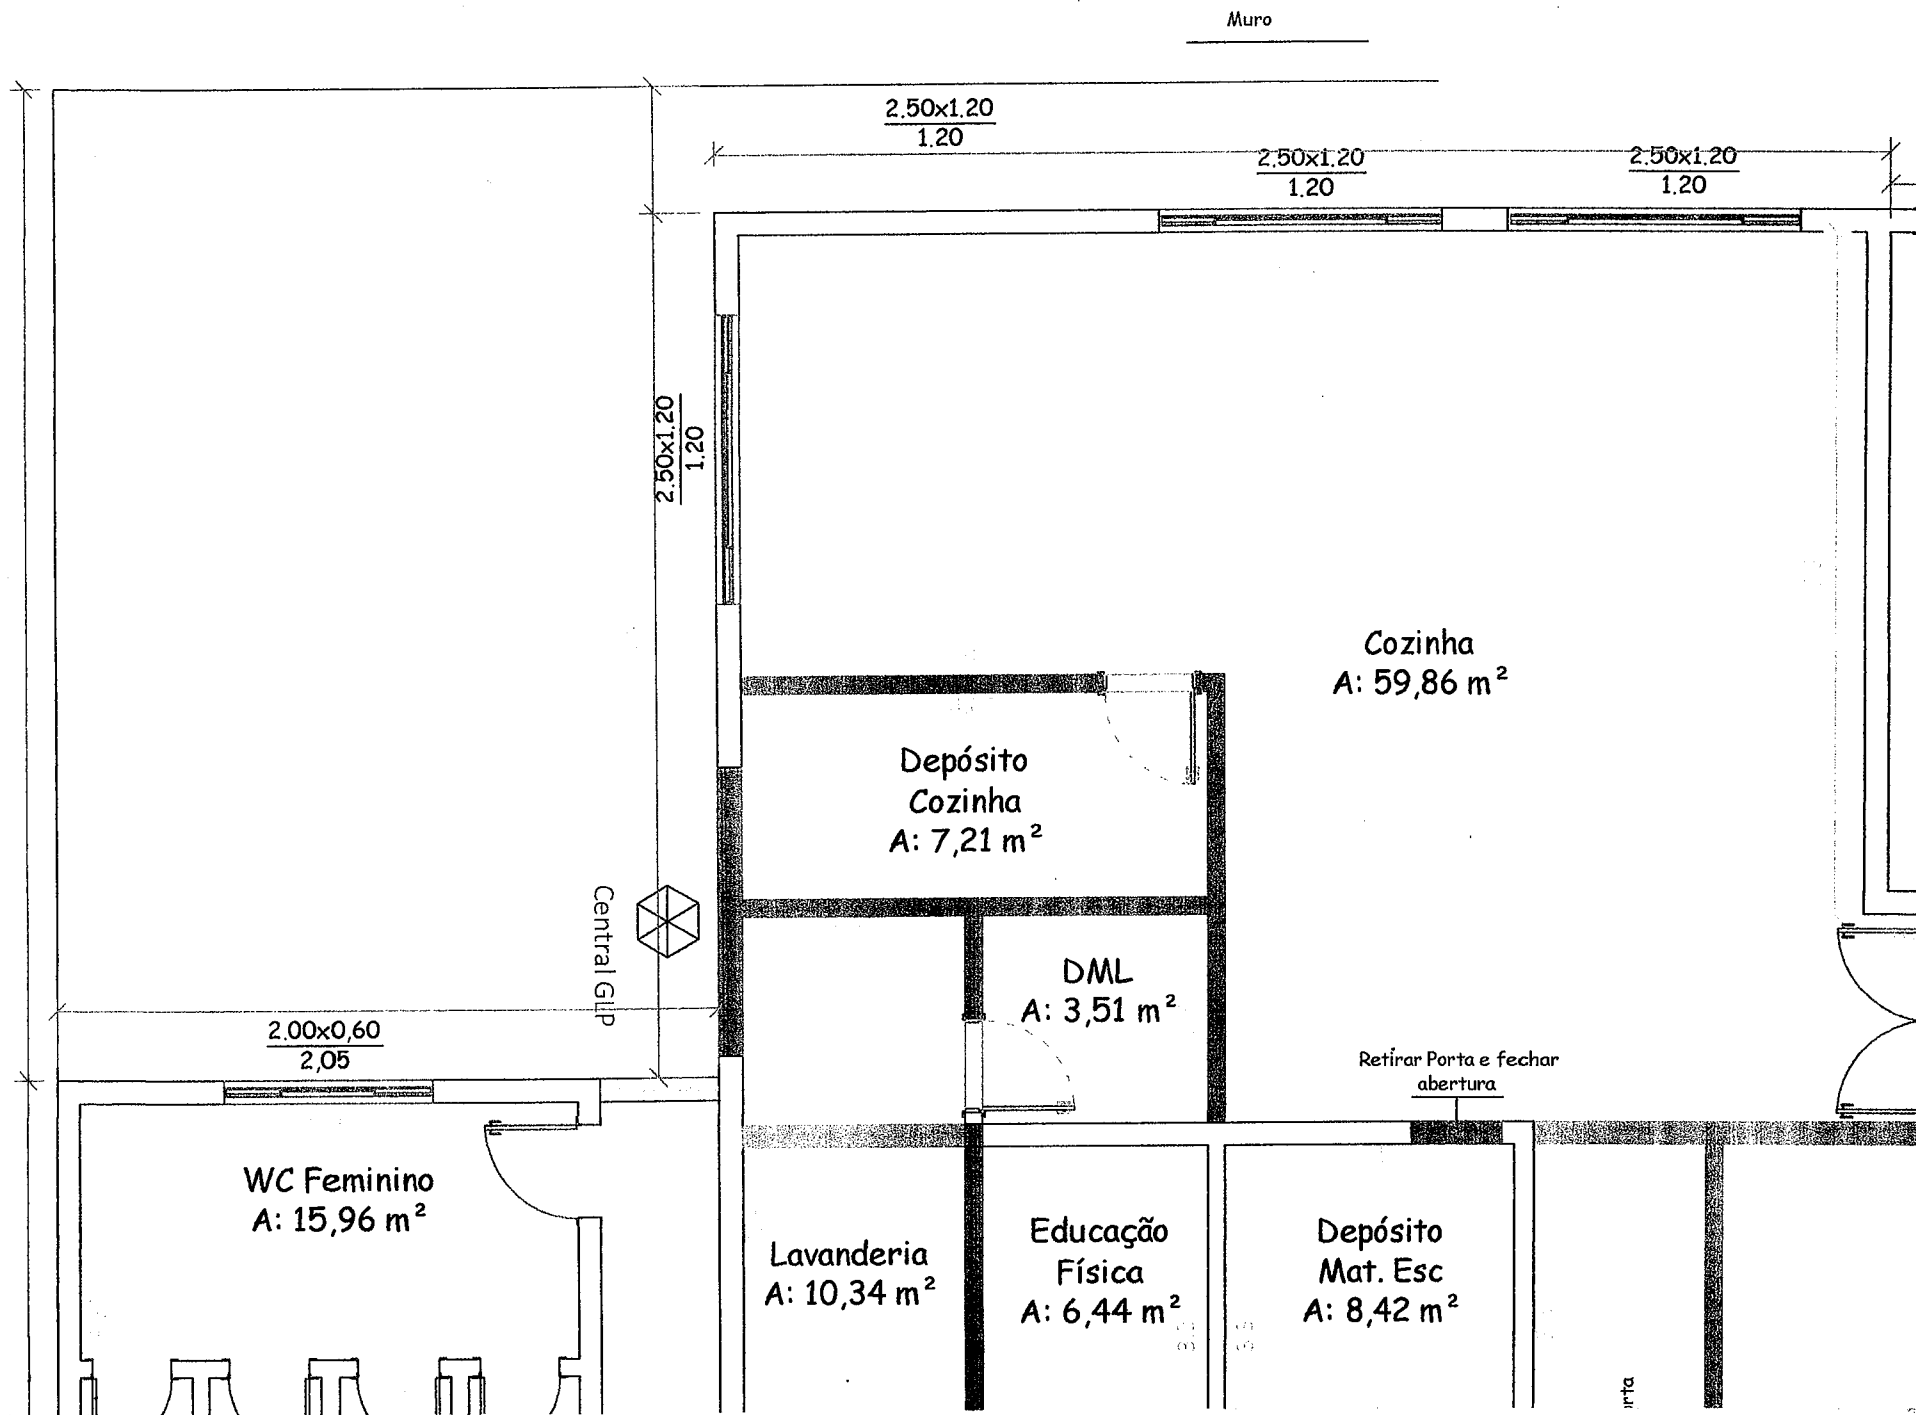 Muro
2.50x1.20
1.20
2.50x1.20
1.20
2.50x1.20
1.20
2.50x1.20
1.20
Cozinha
A: 59,86 m²
Depósito
Cozinha
A: 7,21 m²
Central GLP
DML
A: 3,51 m²
2.00x0,60
2,05
Retirar Porta e fechar
abertura
WC Feminino
A: 15,96 m²
Lavanderia
A: 10,34 m²
Educação
Física
A: 6,44 m²
Depósito
Mat. Esc
A: 8,42 m²